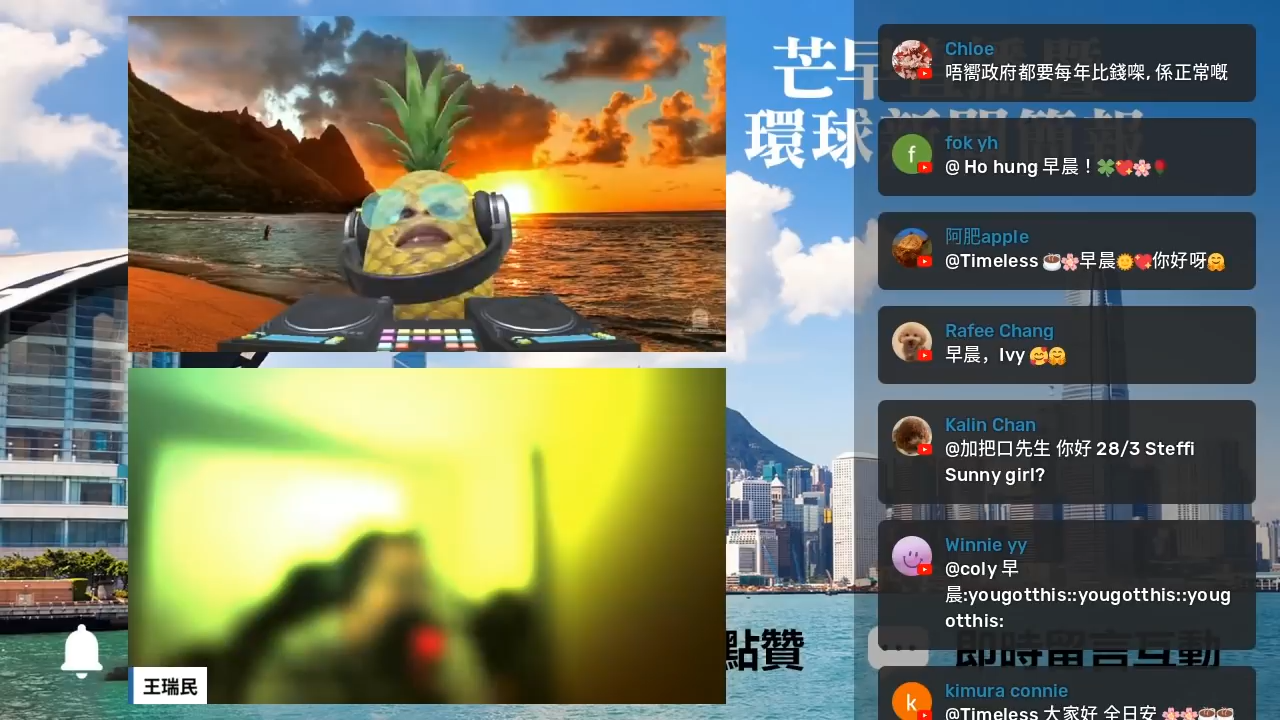 芒早
環球
Chloe
唔嚮政府都要每年比錢㗎, 係正常嘅
fok yh
@ Ho hung 早晨！🍀💖🌸🌹
阿肥apple
@Timeless ☕🌸早晨🌞💖你好呀🤗
Rafee Chang
早晨，Ivy 🥰🤗
Kalin Chan
@加把口先生 你好 28/3 Steffi
Sunny girl?
Winnie yy
@coly 早
晨:yougotthis::yougotthis::youg
otthis:
kimura connie
@Timeless 大家好 全日安 🌸🌸☕☕
點贊
即時留言互動
王瑞民